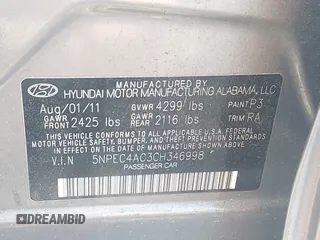 MANUFACTURED BY
HYUNDAI MOTOR MANUFACTURING ALABAMA, LLC
Aug/01/11 GVWR 4299 lbs PAINT P3
GAWR FRONT 2425 lbs GAWR REAR 2116 lbs TRIM RA
THIS VEHICLE CONFORMS TO ALL APPLICABLE U.S. FEDERAL
MOTOR VEHICLE SAFETY, BUMPER, AND THEFT PREVENTION
STANDARDS IN EFFECT ON THE DATE OF MANUFACTURE SHOWN ABOVE.
V.I.N 5NPEC4AC3CH346998
PASSENGER CAR
DREAMBID